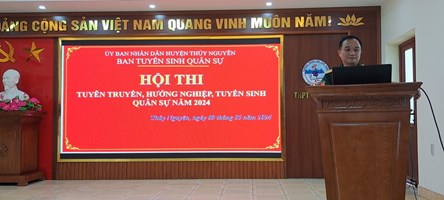 ĐẢNG CỘNG SẢN VIỆT NAM QUANG VINH MUÔN NĂM
ỦY BAN NHÂN DÂN HUYỆN THỦY NGUYÊN
BAN TUYỂN SINH QUÂN SỰ
HỘI THI
TUYÊN TRUYỀN, HƯỚNG NGHIỆP, TUYỂN SINH
QUÂN SỰ NĂM 2024
THPT